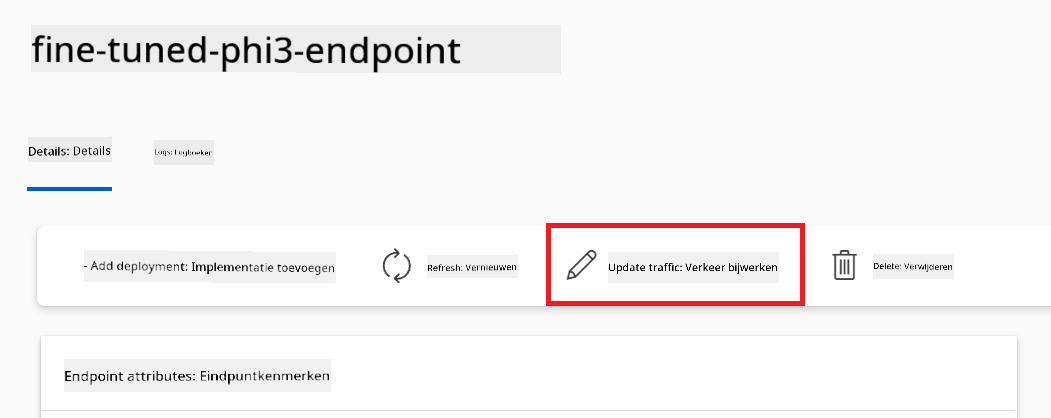 fine-tuned-phi3-endpoint
Details: Details
Logs: Logboeken
- Add deployment: Implementatie toevoegen
Refresh: Vernieuwen
Update traffic: Verkeer bijwerken
Delete: Verwijderen
Endpoint attributes: Eindpuntkenmerken